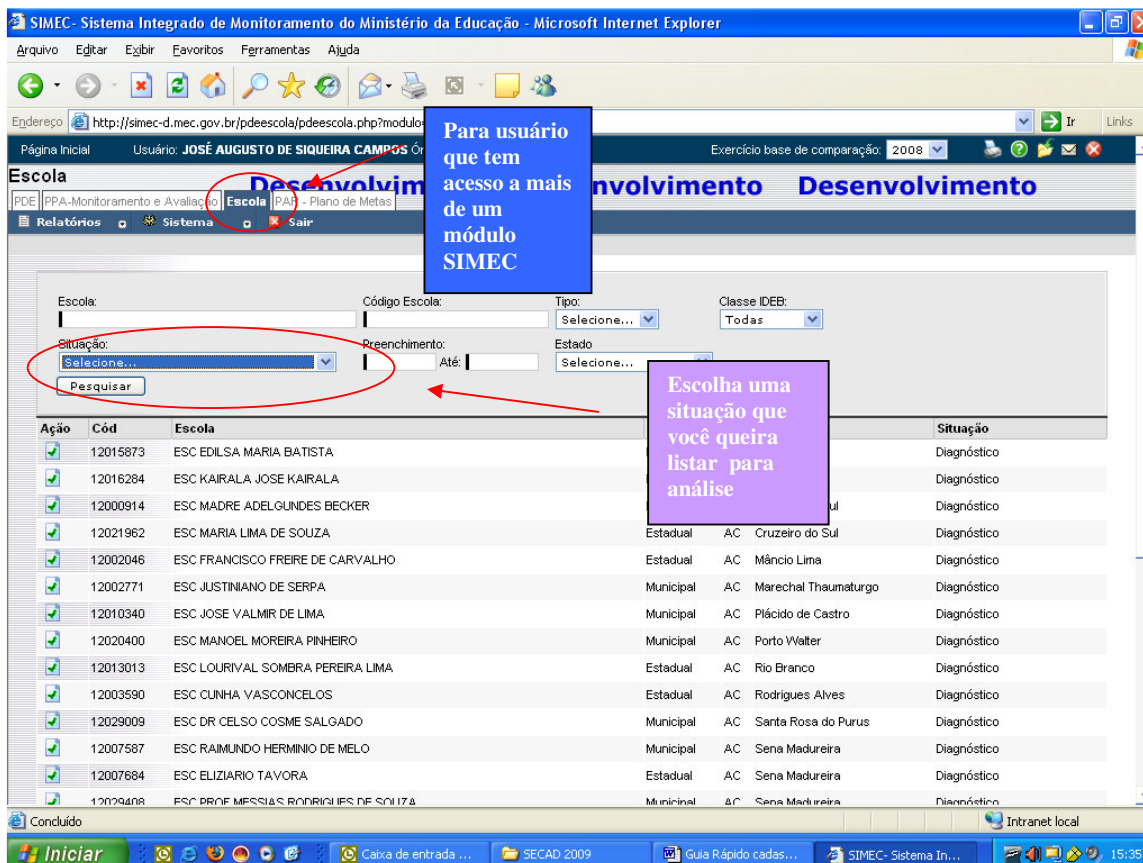 SIMEC- Sistema Integrado de Monitoramento do Ministério da Educação - Microsoft Internet Explorer
Arquivo Editar Exibir Favoritos Ferramentas Ajuda
Endereço http://simec-d.mec.gov.br/pdeescola/pdeescola.php?modulo= Ir Links
Página Inicial Usuário: JOSÉ AUGUSTO DE SIQUEIRA CAMPOS Ór Exercício base de comparação: 2008
Escola
Desenvolvim nvolvimento Desenvolvimento
PDE PPA-Monitoramento e Avaliação Escola PAR - Plano de Metas
Relatórios Sistema Sair
Para usuário
que tem
acesso a mais
de um
módulo
SIMEC
Escola: Código Escola: Tipo: Classe IDEB:
Selecione... Todas
Situação: Preenchimento: Estado
Selecione... Até: Selecione...
Pesquisar
Escolha uma
situação que
você queira
listar para
análise
Ação Cód Escola Situação
12015873 ESC EDILSA MARIA BATISTA Diagnóstico
12016284 ESC KAIRALA JOSE KAIRALA Diagnóstico
12000914 ESC MADRE ADELGUNDES BECKER ul Diagnóstico
12021962 ESC MARIA LIMA DE SOUZA Estadual AC Cruzeiro do Sul Diagnóstico
12002046 ESC FRANCISCO FREIRE DE CARVALHO Estadual AC Mâncio Lima Diagnóstico
12002771 ESC JUSTINIANO DE SERPA Municipal AC Marechal Thaumaturgo Diagnóstico
12010340 ESC JOSE VALMIR DE LIMA Municipal AC Plácido de Castro Diagnóstico
12020400 ESC MANOEL MOREIRA PINHEIRO Municipal AC Porto Walter Diagnóstico
12013013 ESC LOURIVAL SOMBRA PEREIRA LIMA Estadual AC Rio Branco Diagnóstico
12003590 ESC CUNHA VASCONCELOS Estadual AC Rodrigues Alves Diagnóstico
12029009 ESC DR CELSO COSME SALGADO Municipal AC Santa Rosa do Purus Diagnóstico
12007587 ESC RAIMUNDO HERMINIO DE MELO Municipal AC Sena Madureira Diagnóstico
12007684 ESC ELIZIARIO TAVORA Estadual AC Sena Madureira Diagnóstico
12029408 ESC PROF MESSIAS RODRIGUES DE SOUZA Municipal AC Sena Madureira Diagnóstico
Concluído Intranet local
Iniciar Caixa de entrada ... SECAD 2009 Guia Rápido cadas... SIMEC- Sistema In... 15:35